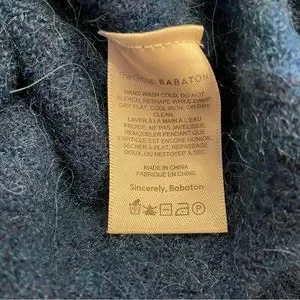 The Group BABATON
HAND WASH COLD, DO NOT
BLEACH, RESHAPE WHILE DAMP,
DRY FLAT, COOL IRON, OR DRY
CLEAN.
LAVER À LA MAIN À L'EAU
FROIDE, NE PAS JAVELISER,
REMODELER PENDANT QUE
L'ARTICLE EST ENCORE HUMIDE,
SÉCHER À PLAT, REPASSAGE
DOUX, OU NETTOYER À SEC.
MADE IN CHINA
FABRIQUÉ EN CHINE
Sincerely, Babaton